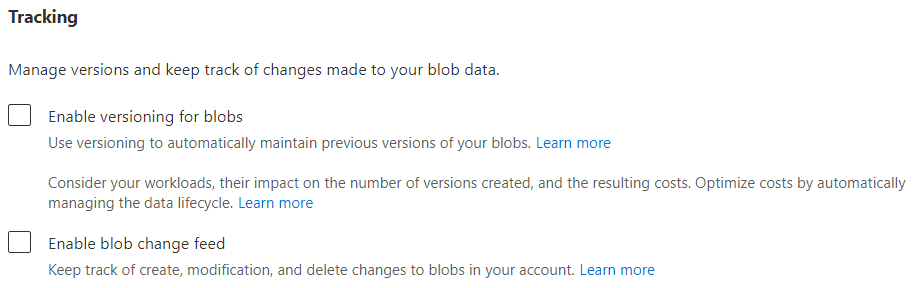 Tracking
Manage versions and keep track of changes made to your blob data.
Enable versioning for blobs
Use versioning to automatically maintain previous versions of your blobs. Learn more
Consider your workloads, their impact on the number of versions created, and the resulting costs. Optimize costs by automatically
managing the data lifecycle. Learn more
Enable blob change feed
Keep track of create, modification, and delete changes to blobs in your account. Learn more